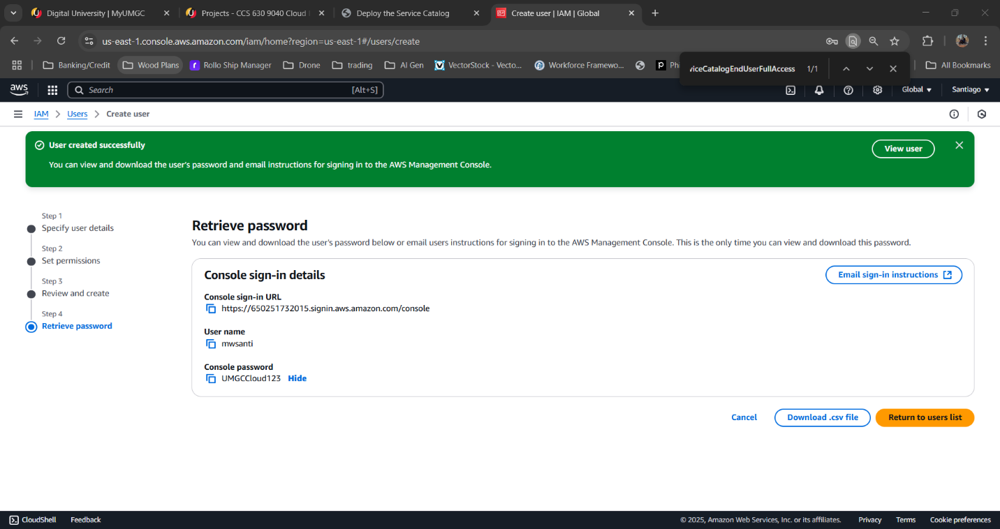 Digital University | MyUMGC
Projects - CCS 630 9040 Cloud
Deploy the Service Catalog
Create user | IAM | Global
us-east-1.console.aws.amazon.com/iam/home?region=us-east-1#/users/create
Banking/Credit
Wood Plans
Rollo Ship Manager
Drone
trading
AI Gen
VectorStock - Vecto...
Workforce Framewo...
viceCatalogEndUserFullAccess
1/1
All Bookmarks
aws
Search
[Alt+S]
Global
Santiago
IAM
Users
Create user
User created successfully
You can view and download the user's password and email instructions for signing in to the AWS Management Console.
View user
Step 1
Specify user details
Step 2
Set permissions
Step 3
Review and create
Step 4
Retrieve password
Retrieve password
You can view and download the user's password below or email users instructions for signing in to the AWS Management Console. This is the only time you can view and download this password.
Console sign-in details
Email sign-in instructions
Console sign-in URL
https://650251732015.signin.aws.amazon.com/console
User name
mwsanti
Console password
UMGCCloud123 Hide
Cancel
Download .csv file
Return to users list
CloudShell
Feedback
© 2025, Amazon Web Services, Inc. or its affiliates.
Privacy
Terms
Cookie preferences